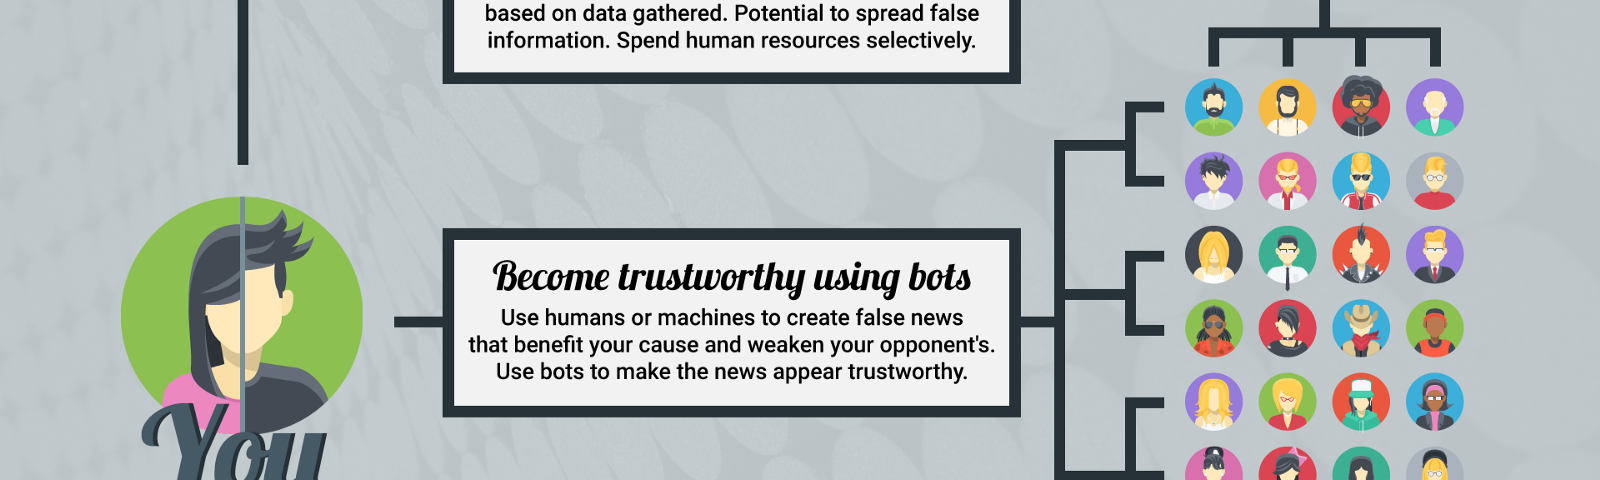 based on data gathered. Potential to spread false
information. Spend human resources selectively.
Become trustworthy using bots
Use humans or machines to create false news
that benefit your cause and weaken your opponent's.
Use bots to make the news appear trustworthy.
You